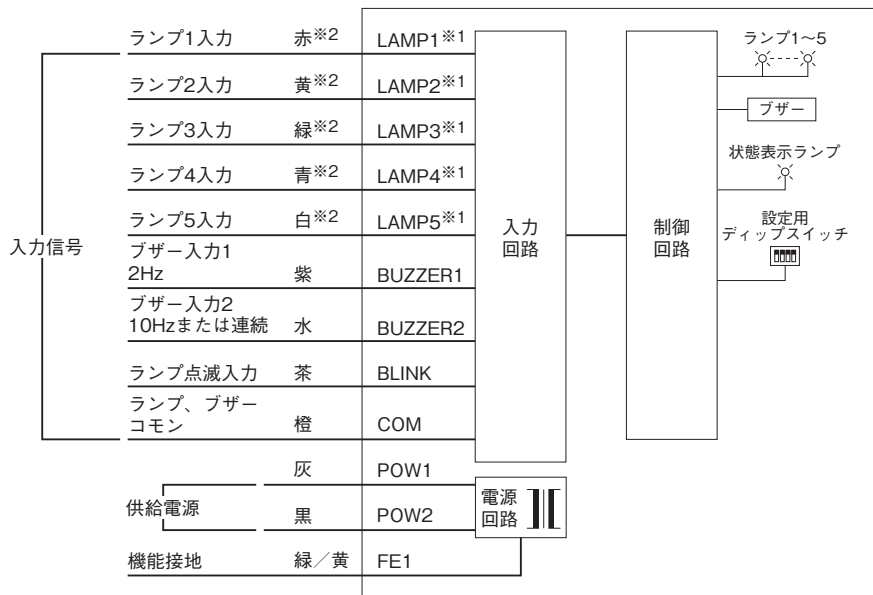 ランプ1入力 赤※2 LAMP1※1
ランプ2入力 黄※2 LAMP2※1
ランプ3入力 緑※2 LAMP3※1
ランプ4入力 青※2 LAMP4※1
ランプ5入力 白※2 LAMP5※1
入力信号
ブザー入力1
2Hz 紫 BUZZER1
ブザー入力2
10Hzまたは連続 水 BUZZER2
ランプ点滅入力 茶 BLINK
ランプ、ブザー
コモン 橙 COM
灰 POW1
供給電源
黒 POW2
機能接地 緑/黄 FE1
入力
回路
電源
回路
制御
回路
ランプ1~5
ブザー
状態表示ランプ
設定用
ディップスイッチ